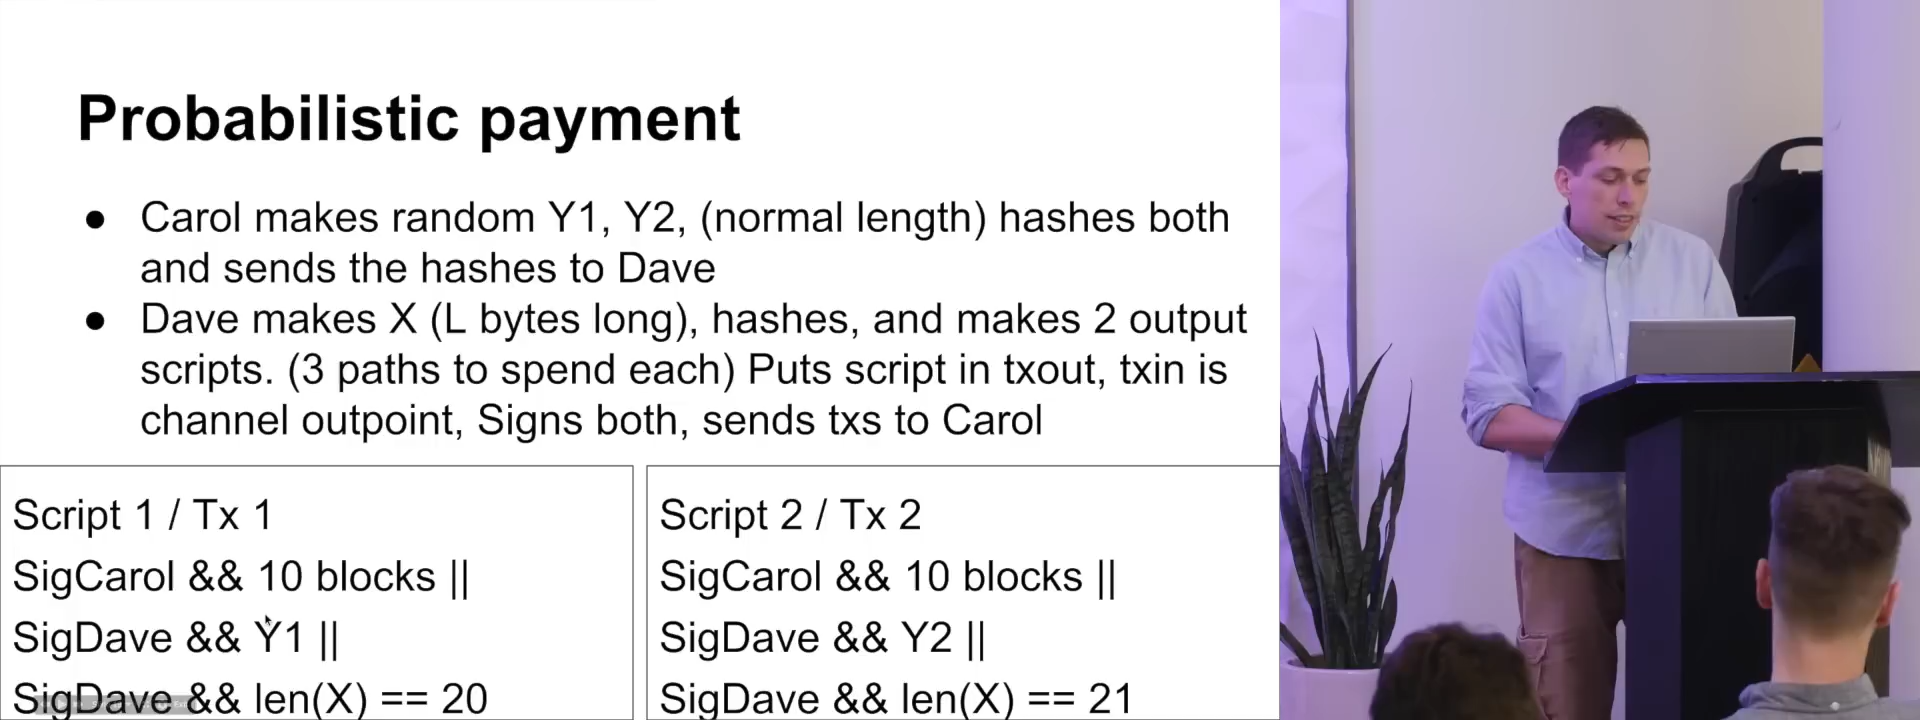 Probabilistic payment
● Carol makes random Y1, Y2, (normal length) hashes both
and sends the hashes to Dave
● Dave makes X (L bytes long), hashes, and makes 2 output
scripts. (3 paths to spend each) Puts script in txout, txin is
channel outpoint, Signs both, sends txs to Carol
Script 1 / Tx 1
SigCarol && 10 blocks ||
SigDave && Y1 ||
SigDave && len(X) == 20
Script 2 / Tx 2
SigCarol && 10 blocks ||
SigDave && Y2 ||
SigDave && len(X) == 21